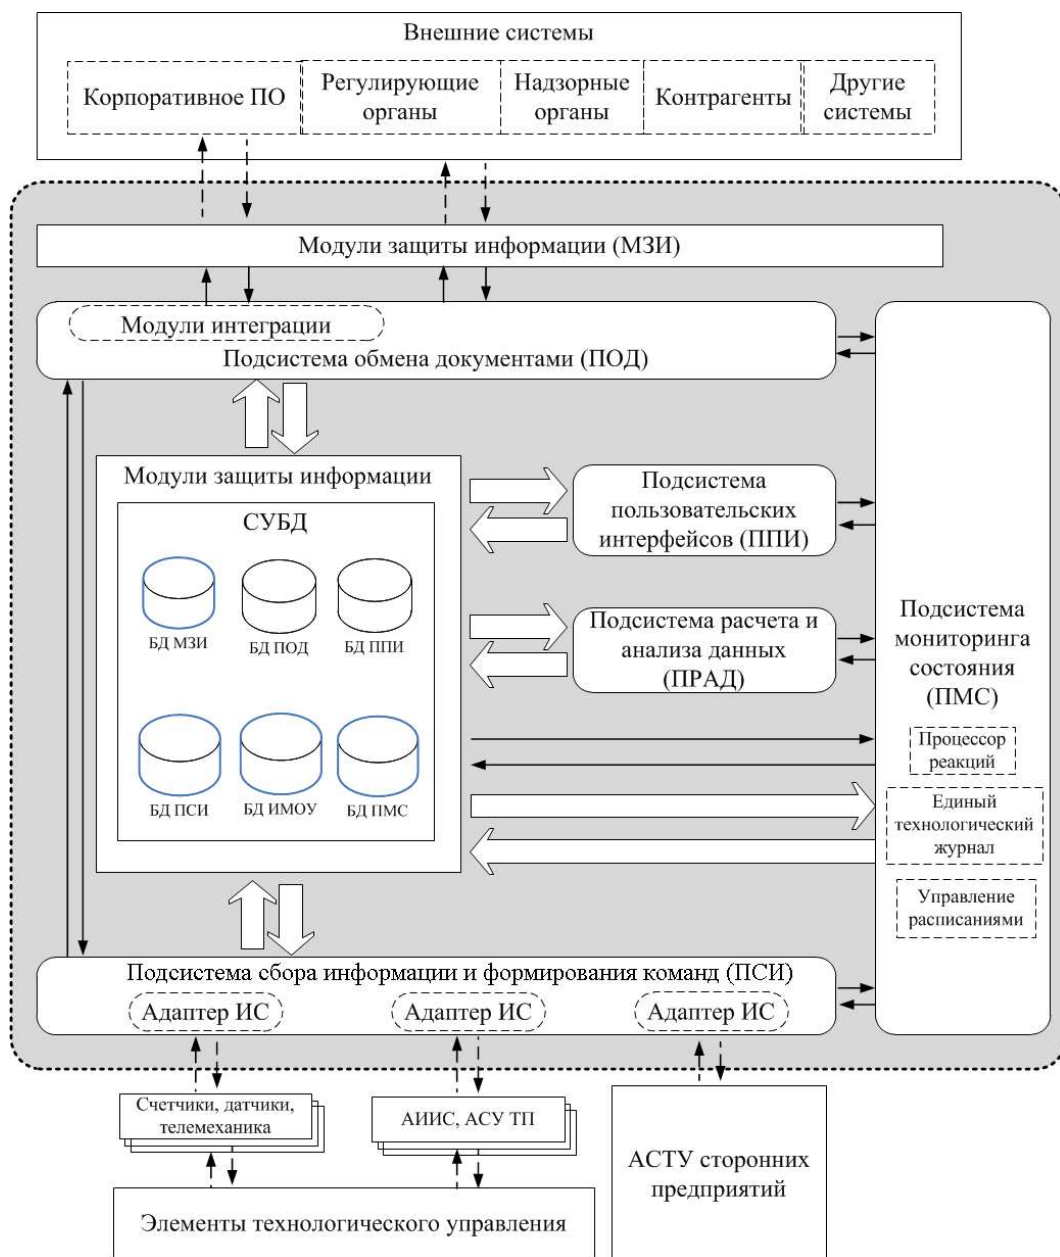 Внешние системы
Корпоративное ПО
Регулирующие
органы
Надзорные
органы
Контрагенты
Другие
системы
Модули защиты информации (МЗИ)
Модули интеграции
Подсистема обмена документами (ПОД)
Модули защиты информации
СУБД
БД МЗИ
БД ПОД
БД ППИ
БД ПСИ
БД ИМОУ
БД ПМС
Подсистема
пользовательских
интерфейсов (ППИ)
Подсистема расчета и
анализа данных
(ПРАД)
Подсистема
мониторинга
состояния
(ПМС)
Процессор
реакций
Единый
технологический
журнал
Управление
расписаниями
Подсистема сбора информации и формирования команд (ПСИ)
Адаптер ИС
Адаптер ИС
Адаптер ИС
Счетчики, датчики,
телемеханика
АИИС, АСУ ТП
АСТУ сторонних
предприятий
Элементы технологического управления